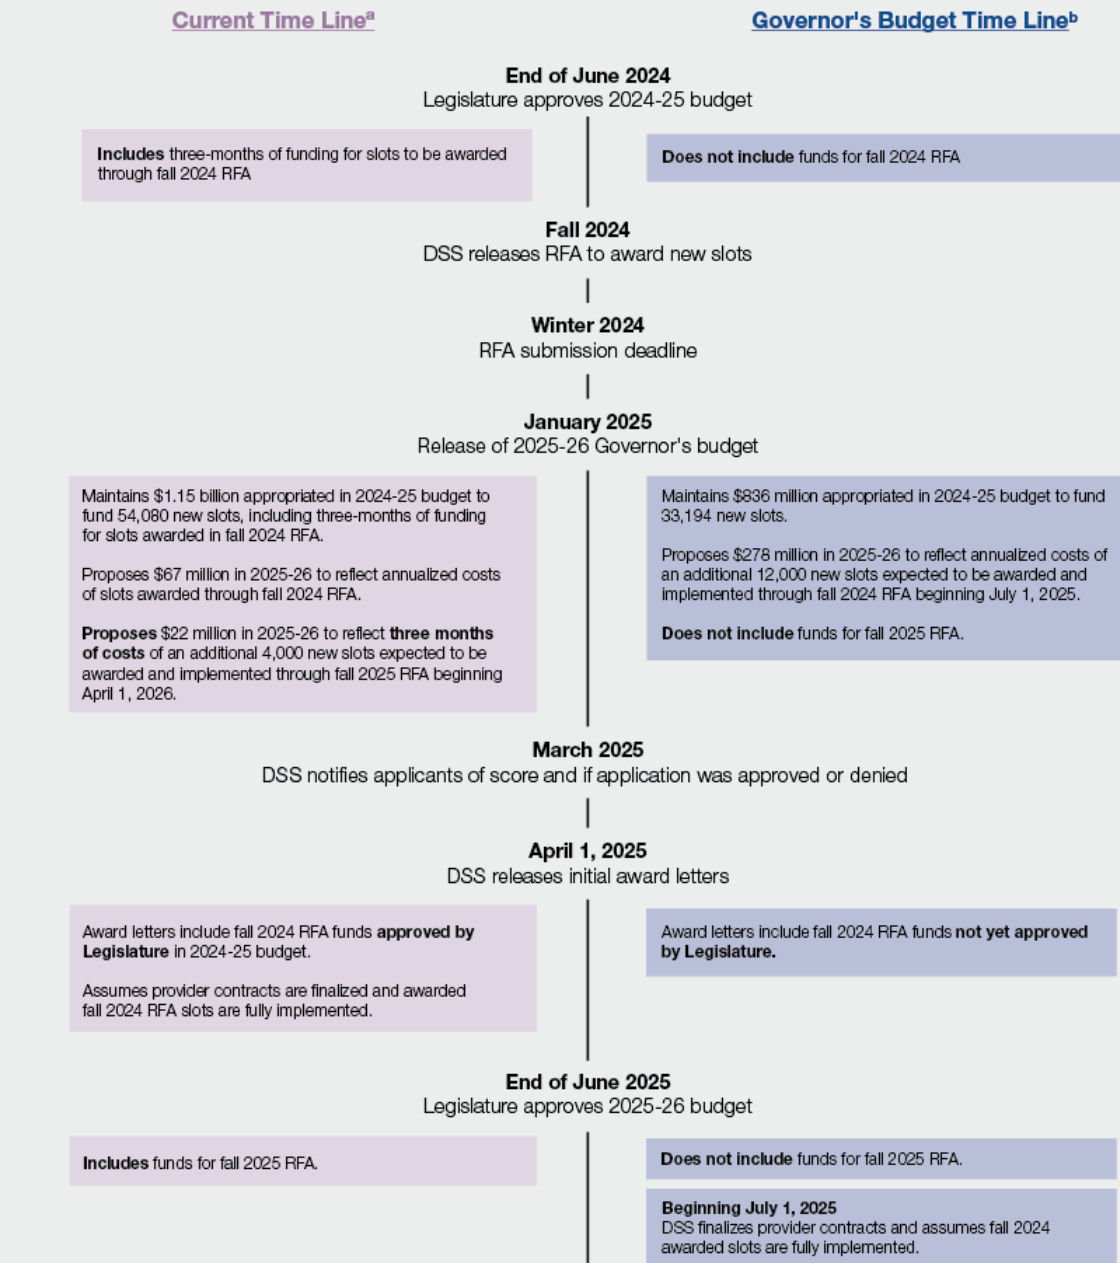 Current Time Lineª
Governor's Budget Time Lineᵇ
End of June 2024
Legislature approves 2024-25 budget
Includes three-months of funding for slots to be awarded
through fall 2024 RFA
Does not include funds for fall 2024 RFA
Fall 2024
DSS releases RFA to award new slots
Winter 2024
RFA submission deadline
January 2025
Release of 2025-26 Governor's budget
Maintains $1.15 billion appropriated in 2024-25 budget to
fund 54,080 new slots, including three-months of funding
for slots awarded in fall 2024 RFA.
Proposes $67 million in 2025-26 to reflect annualized costs
of slots awarded through fall 2024 RFA.
Proposes $22 million in 2025-26 to reflect three months
of costs of an additional 4,000 new slots expected to be
awarded and implemented through fall 2025 RFA beginning
April 1, 2026.
Maintains $836 million appropriated in 2024-25 budget to fund
33,194 new slots.
Proposes $278 million in 2025-26 to reflect annualized costs of
an additional 12,000 new slots expected to be awarded and
implemented through fall 2024 RFA beginning July 1, 2025.
Does not include funds for fall 2025 RFA.
March 2025
DSS notifies applicants of score and if application was approved or denied
April 1, 2025
DSS releases initial award letters
Award letters include fall 2024 RFA funds approved by
Legislature in 2024-25 budget.
Assumes provider contracts are finalized and awarded
fall 2024 RFA slots are fully implemented.
Award letters include fall 2024 RFA funds not yet approved
by Legislature.
End of June 2025
Legislature approves 2025-26 budget
Includes funds for fall 2025 RFA.
Does not include funds for fall 2025 RFA.
Beginning July 1, 2025
DSS finalizes provider contracts and assumes fall 2024
awarded slots are fully implemented.